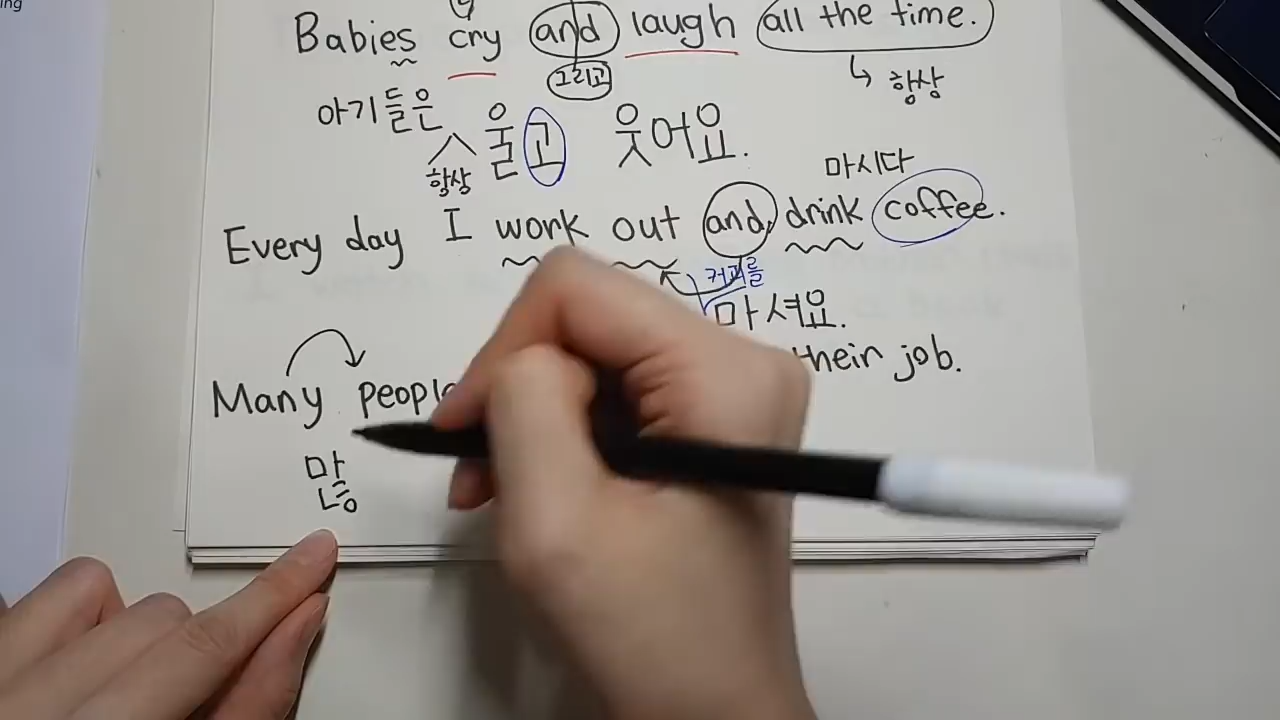 ing
Babies cry and laugh all the time.
그리고
항상
아기들은 울고 웃어요.
항상
마시다
Every day I work out and, drink coffee.
커피를
마셔요.
Many people their job.
많